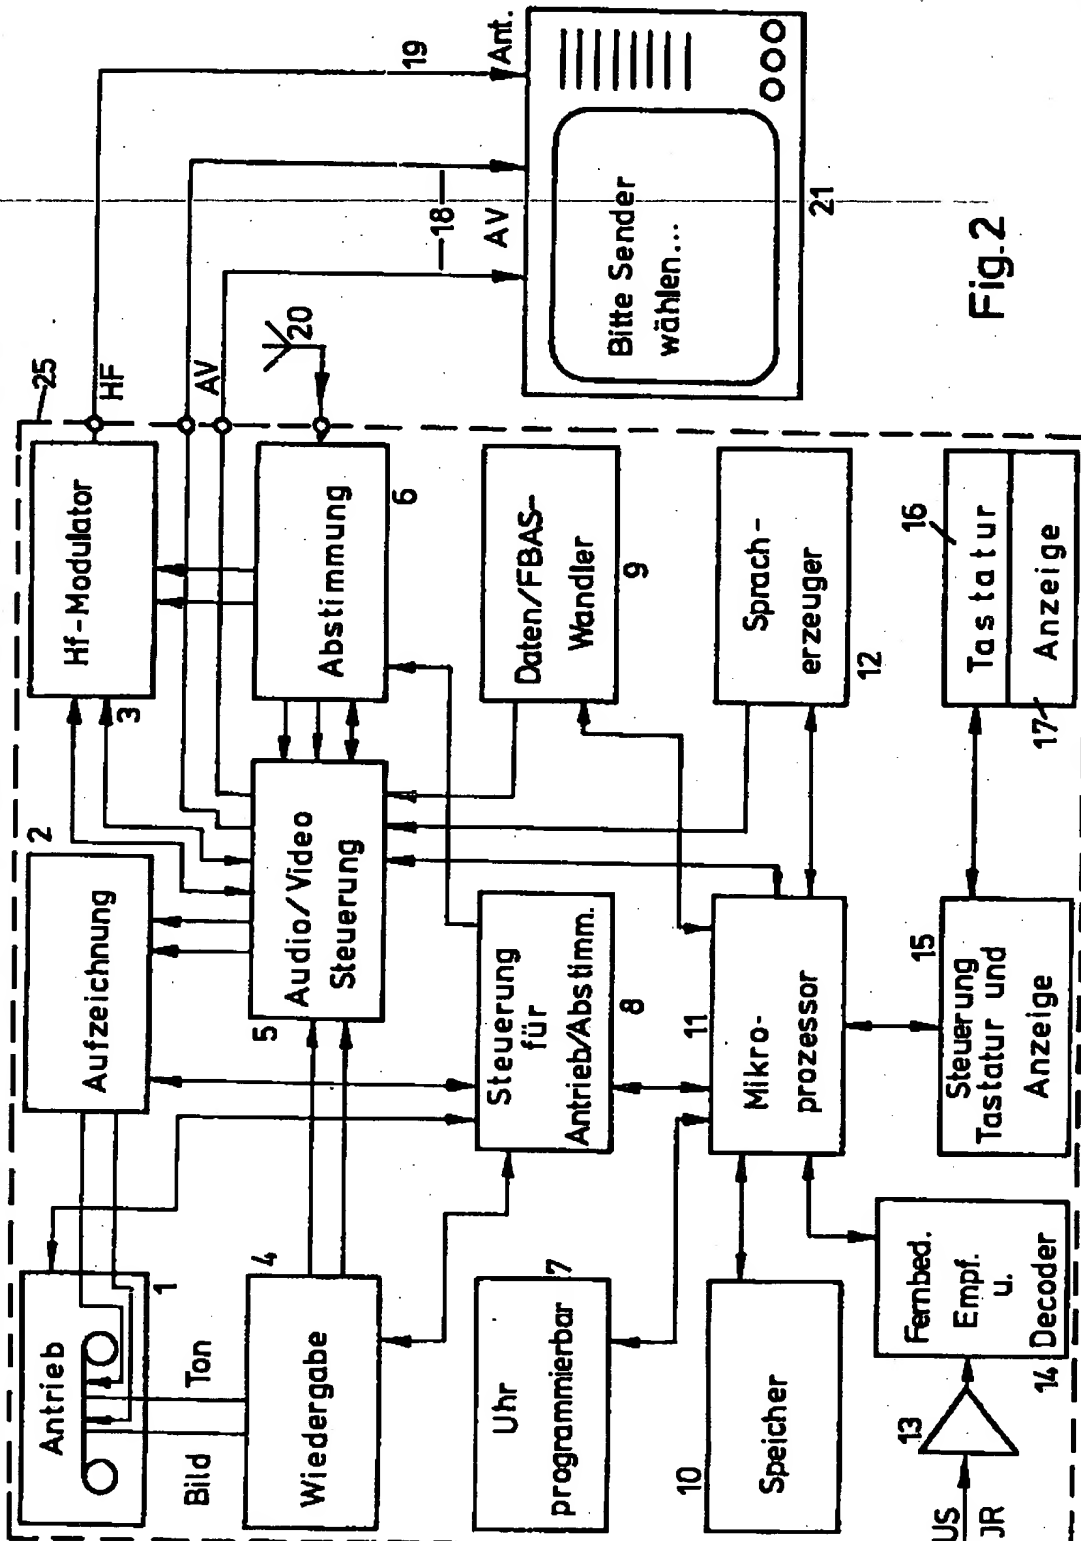 Antrieb
1
Aufzeichnung
2
Hf-Modulator
3
25
HF
19
Ant.
Bild
Ton
Wiedergabe
4
Audio/Video
Steuerung
5
Abstimmung
6
AV
20
18
AV
Bitte Sender
wählen...
21
Uhr
programmierbar
7
Steuerung
für
Antrieb/Abstimm.
8
Daten/FBAS-
Wandler
9
Speicher
10
Mikro-
prozessor
11
Sprach-
erzeuger
12
US
JR
13
Fernbed.
Empf.
u.
Decoder
14
Steuerung
Tastatur und
Anzeige
15
Tastatur
16
Anzeige
17
Fig.2